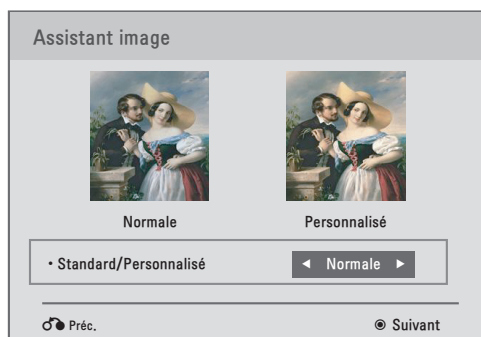 Assistant image
Normale Personnalisé
• Standard/Personnalisé ◄ Normale ►
Préc. ◉ Suivant